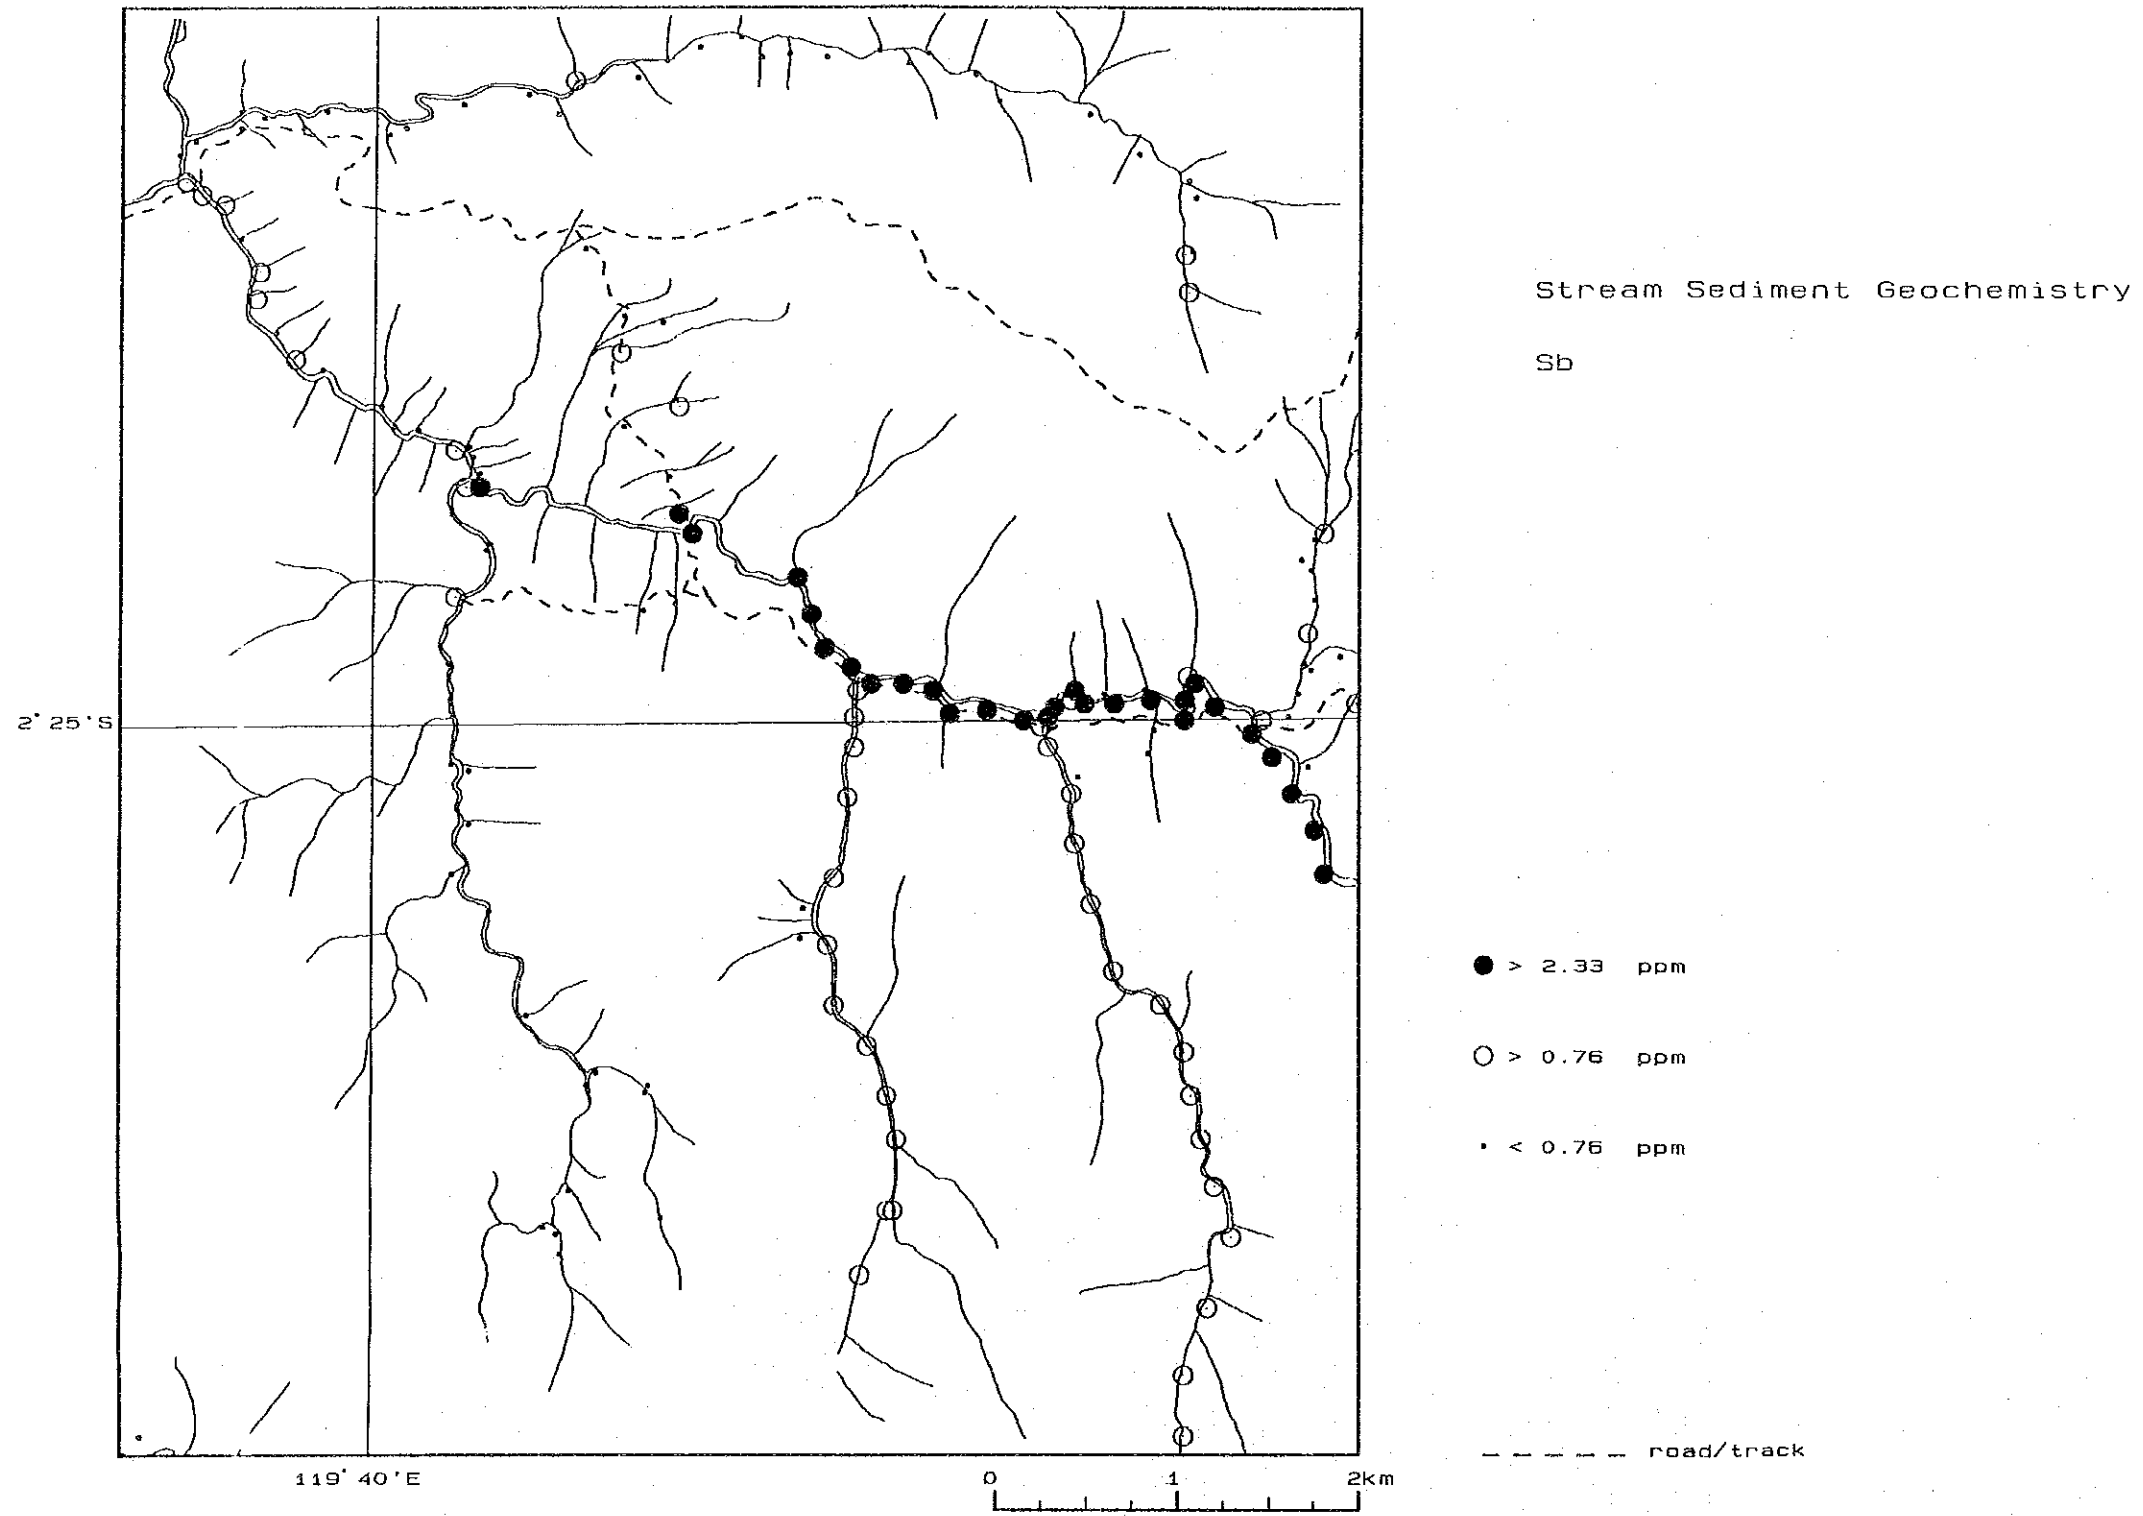 Stream Sediment Geochemistry
Sb
2°25'S
> 2.33 ppm
> 0.76 ppm
< 0.76 ppm
road/track
119°40'E
0 1 2km